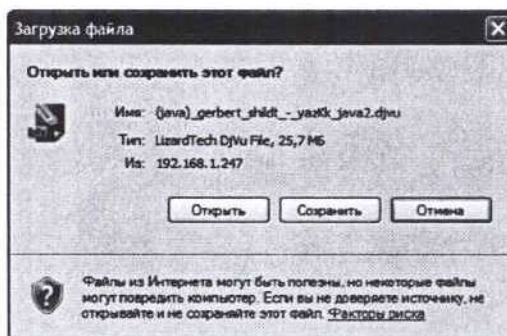 Загрузка файла
Открыть или сохранить этот файл?
Имя: (java)_gerbert_shildt_-_yazKk_java2.djvu
Тип: LizardTech DjVu File, 25,7 МБ
Из: 192.168.1.247
Открыть Сохранить Отмена
Файлы из Интернета могут быть полезны, но некоторые файлы
могут повредить компьютер. Если вы не доверяете источнику, не
открывайте и не сохраняйте этот файл. Факторы риска